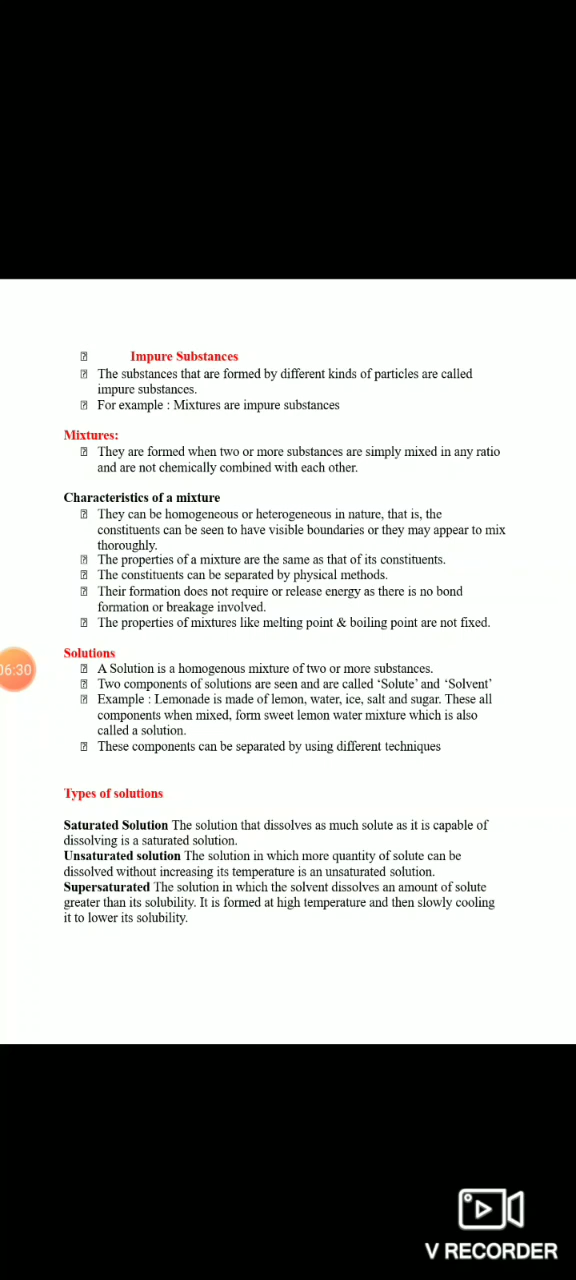 Impure Substances
The substances that are formed by different kinds of particles are called
impure substances.
For example : Mixtures are impure substances
Mixtures:
They are formed when two or more substances are simply mixed in any ratio
and are not chemically combined with each other.
Characteristics of a mixture
They can be homogeneous or heterogeneous in nature, that is, the
constituents can be seen to have visible boundaries or they may appear to mix
thoroughly.
The properties of a mixture are the same as that of its constituents.
The constituents can be separated by physical methods.
Their formation does not require or release energy as there is no bond
formation or breakage involved.
The properties of mixtures like melting point & boiling point are not fixed.
Solutions
06:30
A Solution is a homogenous mixture of two or more substances.
Two components of solutions are seen and are called ‘Solute’ and ‘Solvent’
Example : Lemonade is made of lemon, water, ice, salt and sugar. These all
components when mixed, form sweet lemon water mixture which is also
called a solution.
These components can be separated by using different techniques
Types of solutions
Saturated Solution The solution that dissolves as much solute as it is capable of
dissolving is a saturated solution.
Unsaturated solution The solution in which more quantity of solute can be
dissolved without increasing its temperature is an unsaturated solution.
Supersaturated The solution in which the solvent dissolves an amount of solute
greater than its solubility. It is formed at high temperature and then slowly cooling
it to lower its solubility.
V RECORDER